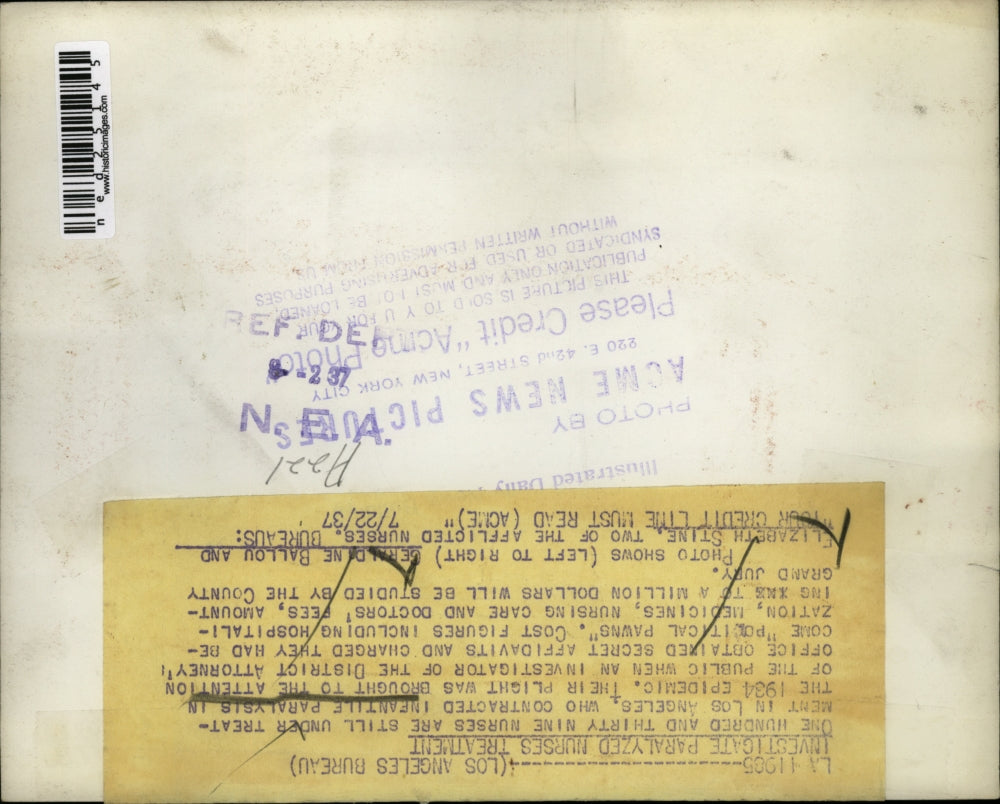 ned25145
www.historicimages.com
REF. DE
8-2 37
N. E. A.
H221
Illustrated Daily
PHOTO BY
ACME NEWS PICTURES
220 E. 42nd STREET, NEW YORK CITY
Please Credit "Acme Photo
THIS PICTURE IS SOLD TO YOU FOR YOUR
PUBLICATION ONLY AND MUST NOT BE LOANED,
SYNDICATED OR USED FOR ADVERTISING PURPOSES
WITHOUT WRITTEN PERMISSION FROM US
LA 11985------------------------(LOS ANGELES BUREAU)
INVESTIGATE PARALYZED NURSES TREATMENT
ONE HUNDRED AND THIRTY NINE NURSES ARE STILL UNDER TREAT-
MENT IN LOS ANGELES, WHO CONTRACTED INFANTILE PARALYSIS IN
THE 1934 EPIDEMIC. THEIR PLIGHT WAS BROUGHT TO THE ATTENTION
OF THE PUBLIC WHEN AN INVESTIGATOR OF THE DISTRICT ATTORNEY'
OFFICE OBTAINED SECRET AFFIDAVITS AND CHARGED THEY HAD BE-
COME "POLITICAL PAWNS". COST FIGURES INCLUDING HOSPITALI-
ZATION, MEDICINES, NURSING CARE AND DOCTORS' FEES, AMOUNT-
ING TO A MILLION DOLLARS WILL BE STUDIED BY THE COUNTY
GRAND JURY.
PHOTO SHOWS (LEFT TO RIGHT) GERALDINE BALLOU AND
ELIZABETH STINE, TWO OF THE AFFLICTED NURSES. BUREAUS:
"YOUR CREDIT LINE MUST READ (ACME)" 7/22/37